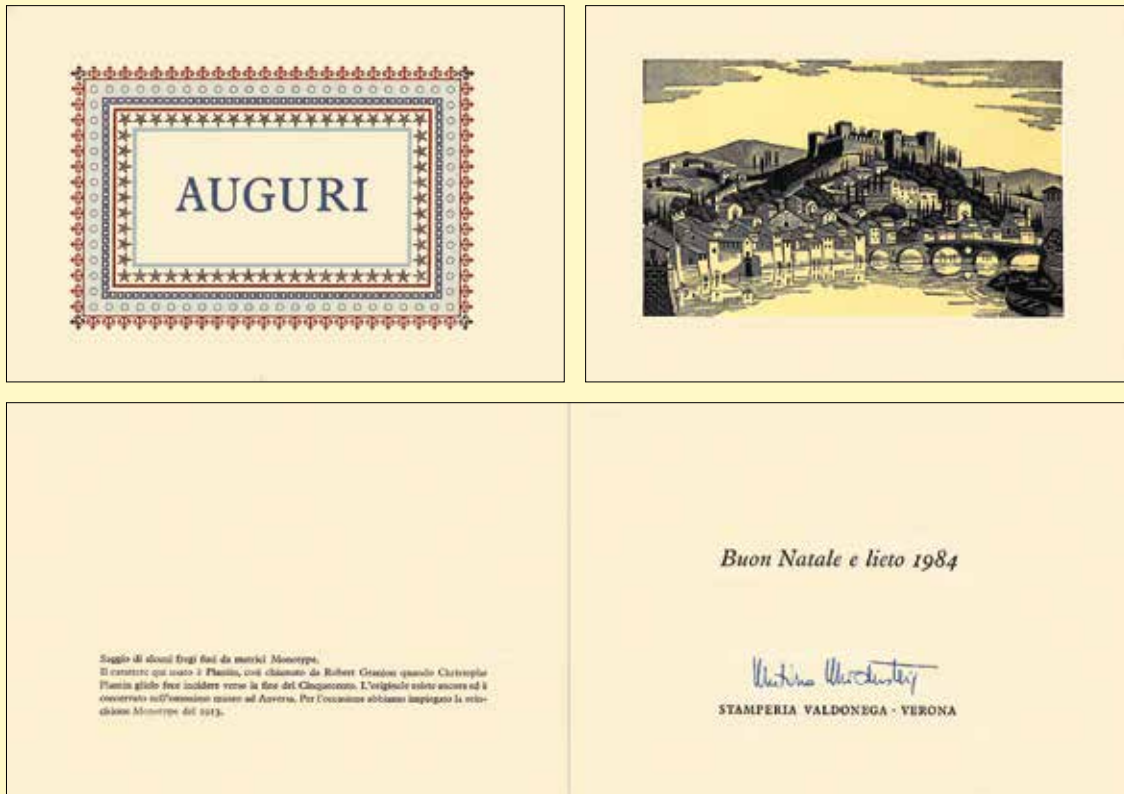 AUGURI
Buon Natale e lieto 1984
Saggio di alcuni fregi fusi da matrici Monotype.
Il carattere qui usato è Plantin, così chiamato da Robert Granjon quando Christophe
Plantin glielo fece incidere verso la fine del Cinquecento. L'originale esiste ancora ed è
conservato nell'omonimo museo ad Anversa. Per l'occasione abbiamo impiegato la rein-
cisione Monotype del 1913.
STAMPERIA VALDONEGA · VERONA